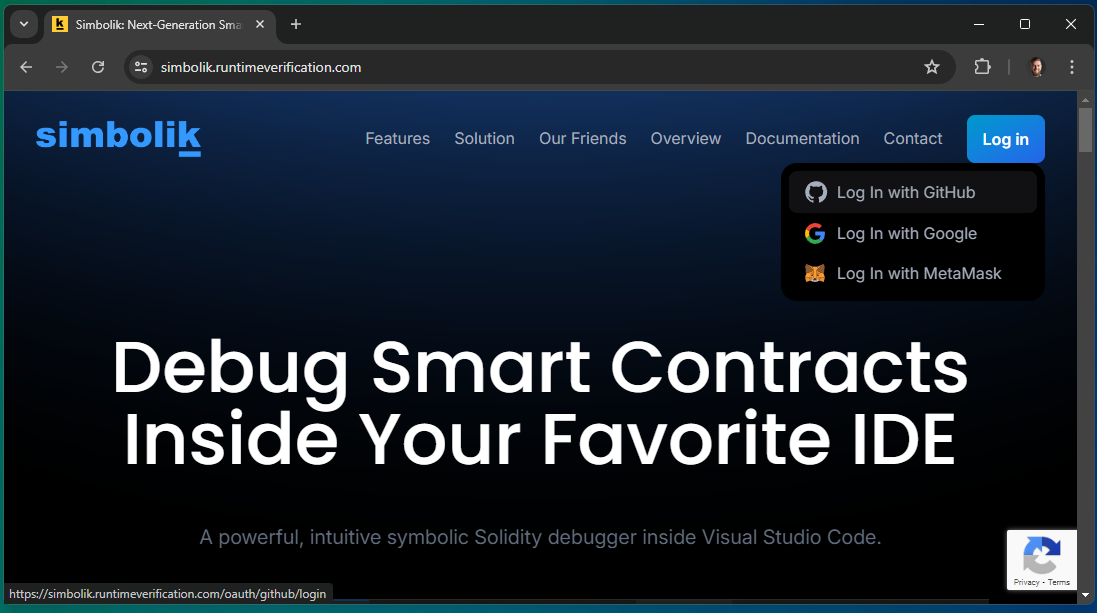 Simbolik: Next-Generation Sma
simbolik.runtimeverification.com
simbolik
Features
Solution
Our Friends
Overview
Documentation
Contact
Log in
Log In with GitHub
Log In with Google
Log In with MetaMask
Debug Smart Contracts
Inside Your Favorite IDE
A powerful, intuitive symbolic Solidity debugger inside Visual Studio Code.
Privacy - Terms
https://simbolik.runtimeverification.com/oauth/github/login